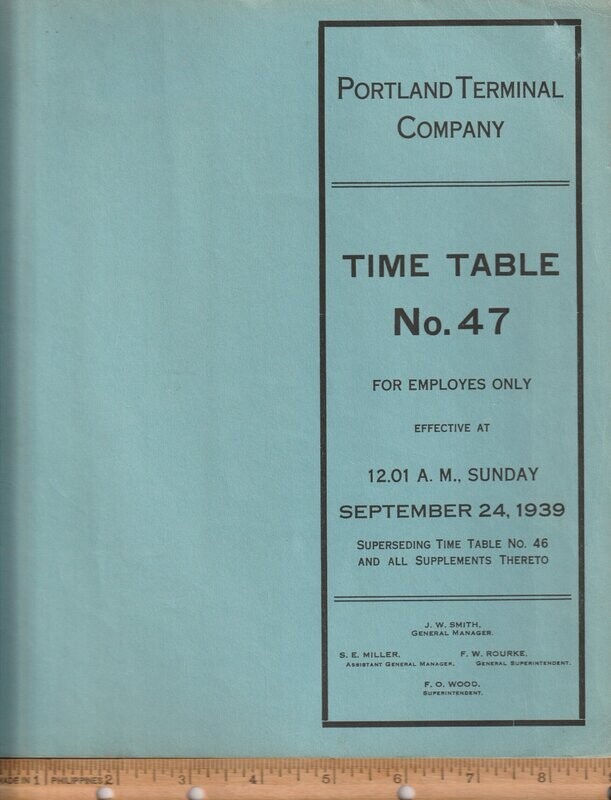 PORTLAND TERMINAL
COMPANY
TIME TABLE
No. 47
FOR EMPLOYES ONLY
EFFECTIVE AT
12.01 A. M., SUNDAY
SEPTEMBER 24, 1939
SUPERSEDING TIME TABLE NO. 46
AND ALL SUPPLEMENTS THERETO
J. W. SMITH,
GENERAL MANAGER.
S. E. MILLER, F. W. ROURKE,
ASSISTANT GENERAL MANAGER. GENERAL SUPERINTENDENT.
F. O. WOOD,
SUPERINTENDENT.
MADE IN 1 PHILIPPINES 2 3 4 5 6 7 8